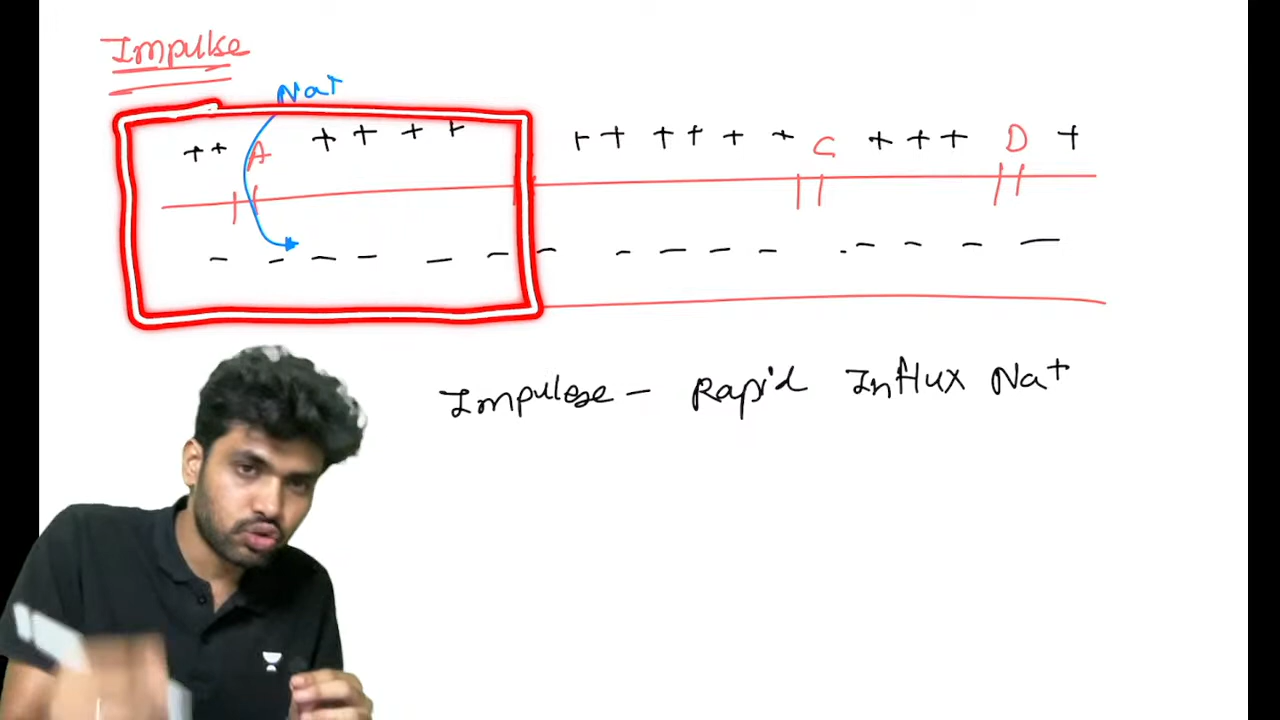 Impulse
Na+
++ A + + + + + + + + + + C + + + D +
- - - - - - - - - - - - - - -
Impulse - Rapid Influx Na+